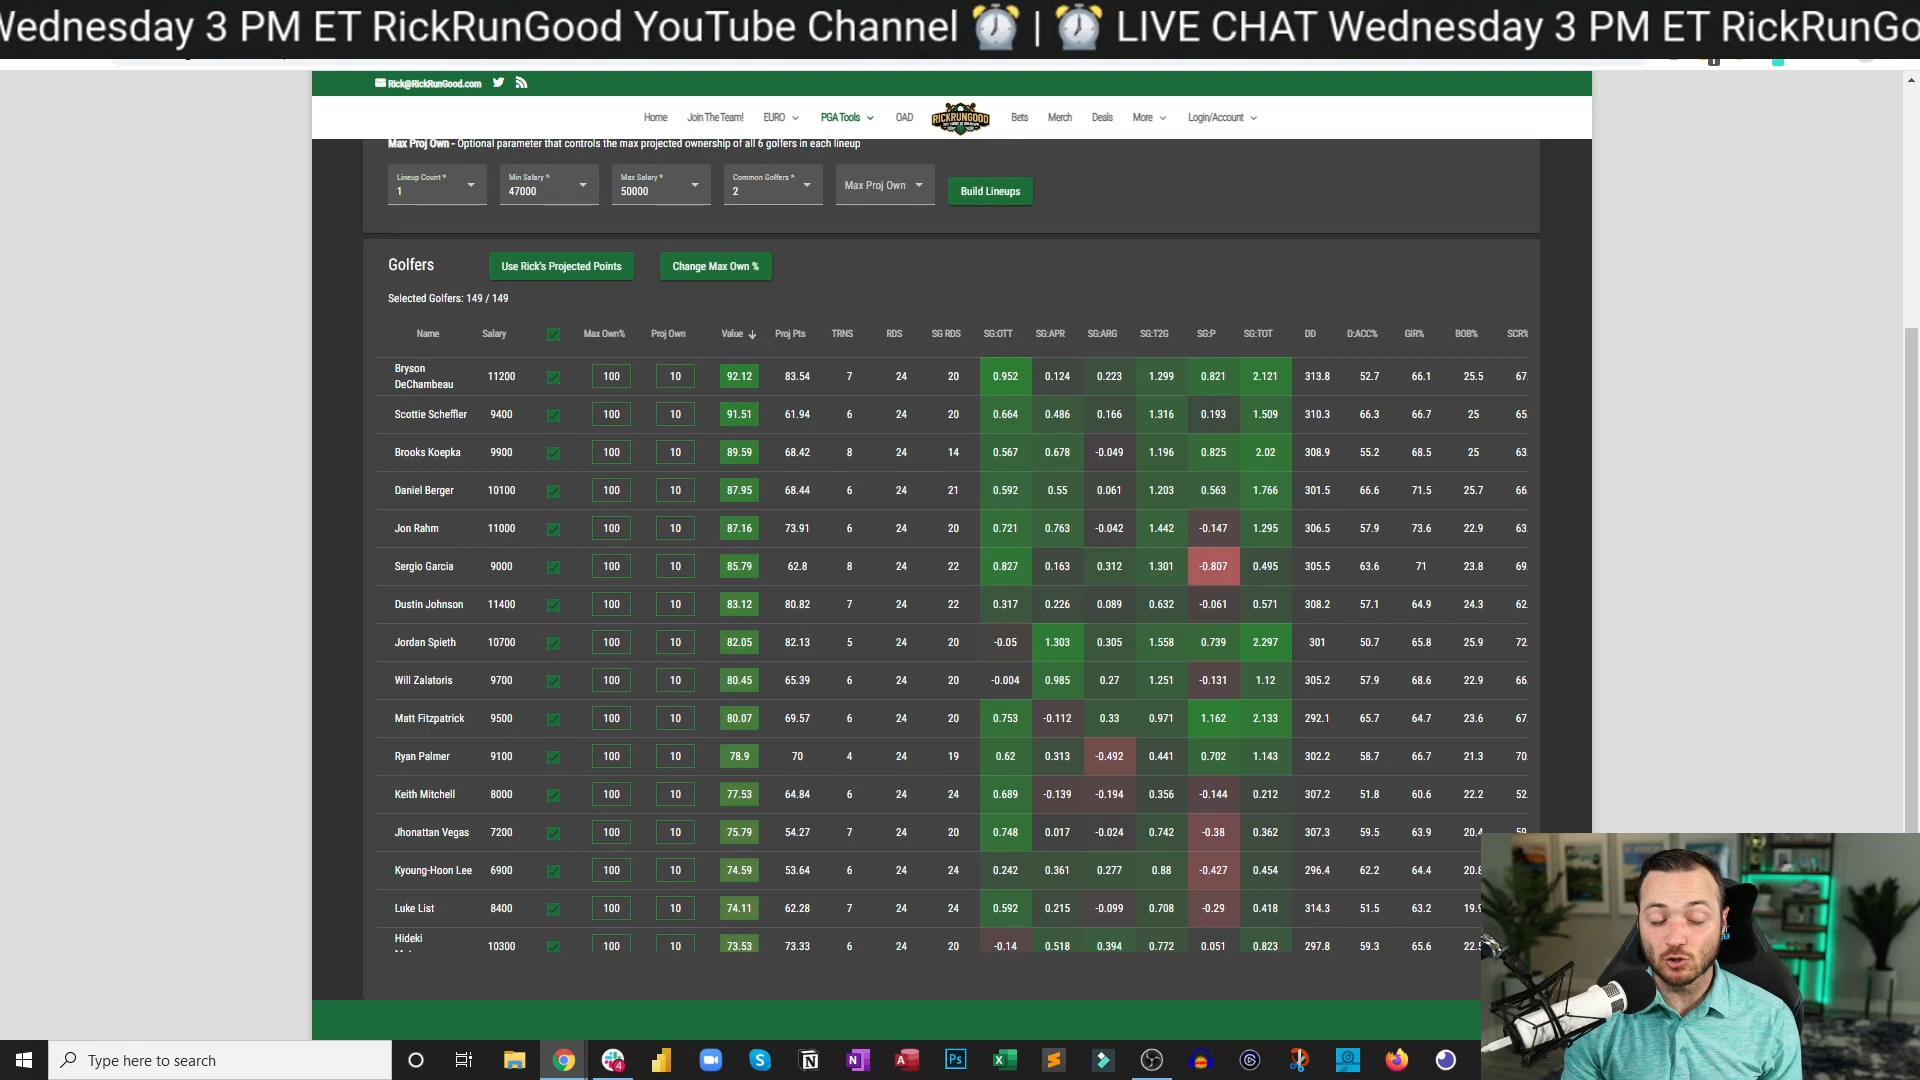 Wednesday 3 PM ET RickRunGood YouTube Channel ⏰ | ⏰ LIVE CHAT Wednesday 3 PM ET RickRunGo
Rick@RickRunGood.com
Home Join The Team! EURO PGA Tools OAD RICKRUNGOOD Bets Merch Deals More Login/Account
Max Proj Own - Optional parameter that controls the max projected ownership of all 6 golfers in each lineup
Lineup Count * Min Salary * Max Salary * Common Golfers * Max Proj Own Build Lineups
1 47000 50000 2
Golfers Use Rick's Projected Points Change Max Own %
Selected Golfers: 149 / 149
Name Salary Max Own% Proj Own Value Proj Pts TRNS RDS SG RDS SG:OTT SG:APR SG:ARG SG:T2G SG:P SG:TOT DD D:ACC% GIR% BOB% SCR%
Bryson DeChambeau 11200 100 10 92.12 83.54 7 24 20 0.952 0.124 0.223 1.299 0.821 2.121 313.8 52.7 66.1 25.5 67.
Scottie Scheffler 9400 100 10 91.51 61.94 6 24 20 0.664 0.486 0.166 1.316 0.193 1.509 310.3 66.3 66.7 25 65.
Brooks Koepka 9900 100 10 89.59 68.42 8 24 14 0.567 0.678 -0.049 1.196 0.825 2.02 308.9 55.2 68.5 25 63.
Daniel Berger 10100 100 10 87.95 68.44 6 24 21 0.592 0.55 0.061 1.203 0.563 1.766 301.5 66.6 71.5 25.7 66.
Jon Rahm 11000 100 10 87.16 73.91 6 24 20 0.721 0.763 -0.042 1.442 -0.147 1.295 306.5 57.9 73.6 22.9 63.
Sergio Garcia 9000 100 10 85.79 62.8 8 24 22 0.827 0.163 0.312 1.301 -0.807 0.495 305.5 63.6 71 23.8 69.
Dustin Johnson 11400 100 10 83.12 80.82 7 24 22 0.317 0.226 0.089 0.632 -0.061 0.571 308.2 57.1 64.9 24.3 62.
Jordan Spieth 10700 100 10 82.05 82.13 5 24 20 -0.05 1.303 0.305 1.558 0.739 2.297 301 50.7 65.8 25.9 72.
Will Zalatoris 9700 100 10 80.45 65.39 6 24 20 -0.004 0.985 0.27 1.251 -0.131 1.12 305.2 57.9 68.6 22.9 66.
Matt Fitzpatrick 9500 100 10 80.07 69.57 6 24 20 0.753 -0.112 0.33 0.971 1.162 2.133 292.1 65.7 64.7 23.6 67.
Ryan Palmer 9100 100 10 78.9 70 4 24 19 0.62 0.313 -0.492 0.441 0.702 1.143 302.2 58.7 66.7 21.3 70.
Keith Mitchell 8000 100 10 77.53 64.84 6 24 24 0.689 -0.139 -0.194 0.356 -0.144 0.212 307.2 51.8 60.6 22.2 52.
Jhonattan Vegas 7200 100 10 75.79 54.27 7 24 20 0.748 0.017 -0.024 0.742 -0.38 0.362 307.3 59.5 63.9 20.4
Kyoung-Hoon Lee 6900 100 10 74.59 53.64 6 24 24 0.242 0.361 0.277 0.88 -0.427 0.454 296.4 62.2 64.4 20.8
Luke List 8400 100 10 74.11 62.28 7 24 24 0.592 0.215 -0.099 0.708 -0.29 0.418 314.3 51.5 63.2 19.9
Hideki 10300 100 10 73.53 73.33 6 24 20 -0.14 0.518 0.394 0.772 0.051 0.823 297.8 59.3 65.6 22.
Type here to search